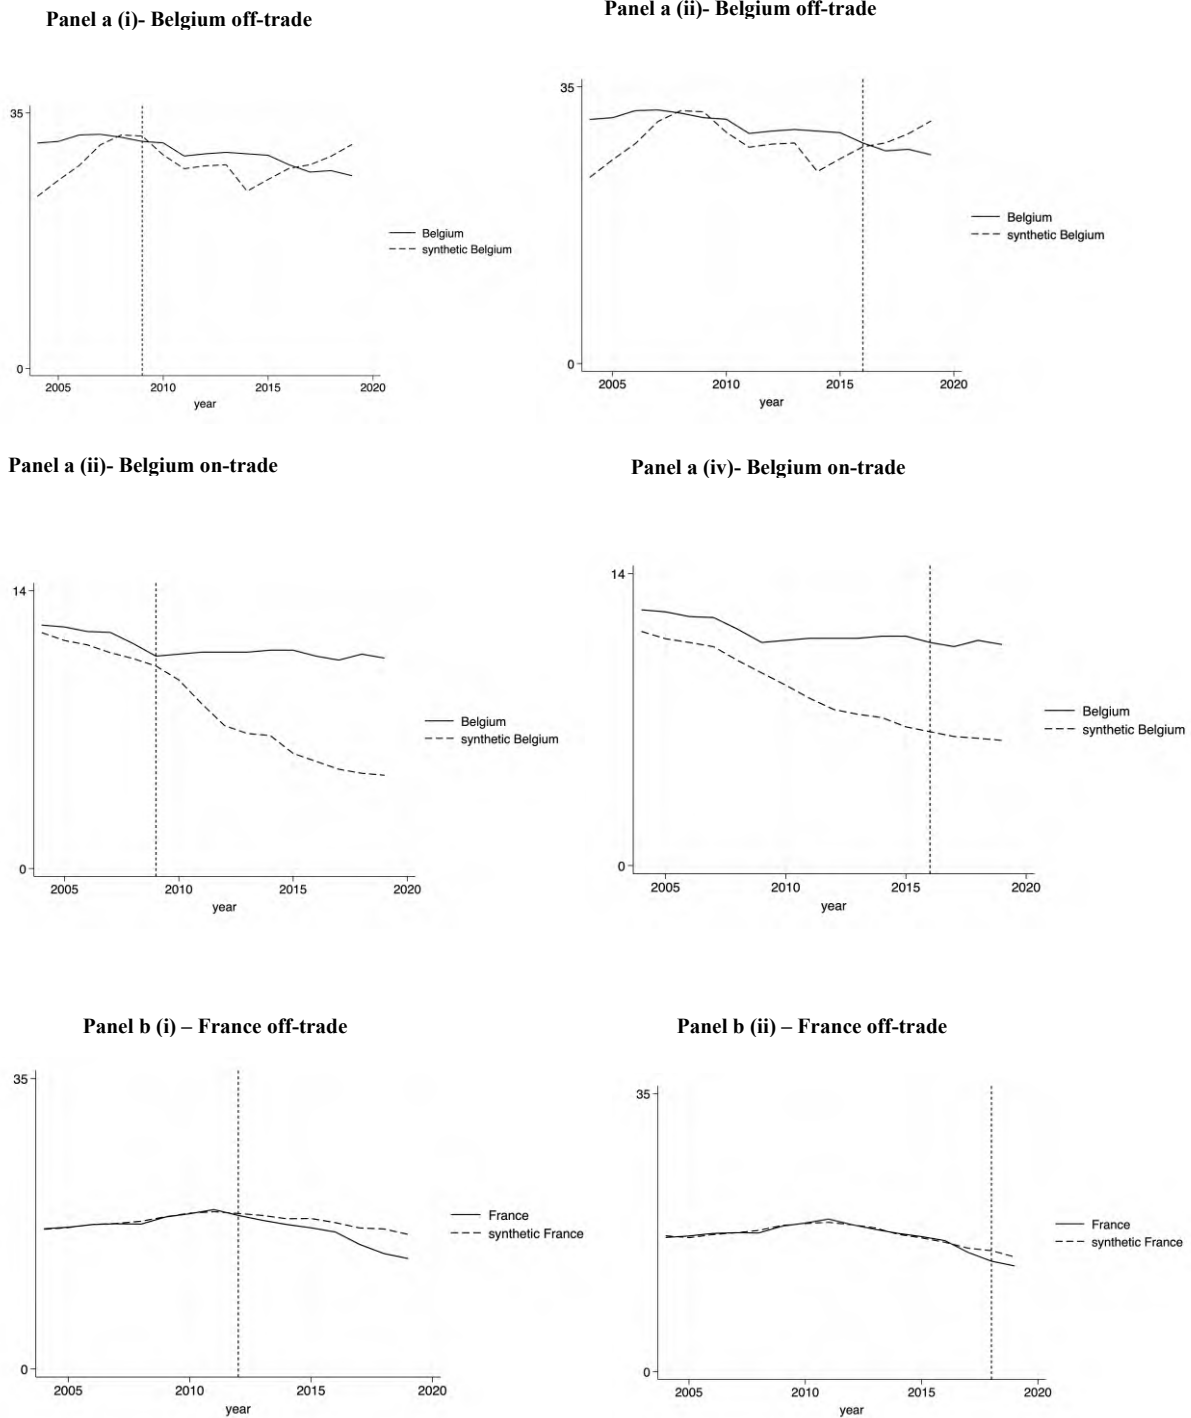 Panel a (i)- Belgium off-trade
35
0
2005 2010 2015 2020
year
Belgium
synthetic Belgium
Panel a (ii)- Belgium off-trade
35
0
2005 2010 2015 2020
year
Belgium
synthetic Belgium
Panel a (ii)- Belgium on-trade
14
0
2005 2010 2015 2020
year
Belgium
synthetic Belgium
Panel a (iv)- Belgium on-trade
14
0
2005 2010 2015 2020
year
Belgium
synthetic Belgium
Panel b (i) – France off-trade
35
0
2005 2010 2015 2020
year
France
synthetic France
Panel b (ii) – France off-trade
35
0
2005 2010 2015 2020
year
France
synthetic France